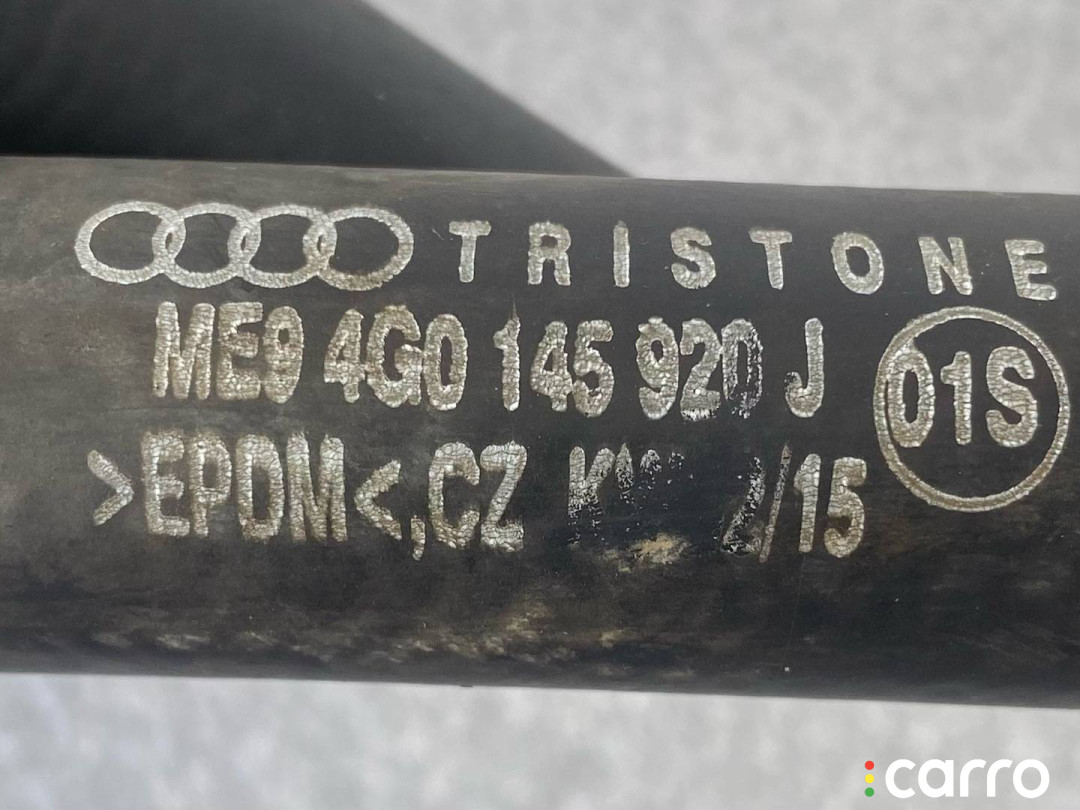 TRISTONE
ME9 4G0 145 920 J
01S
>EPDM<,CZ /15
carro